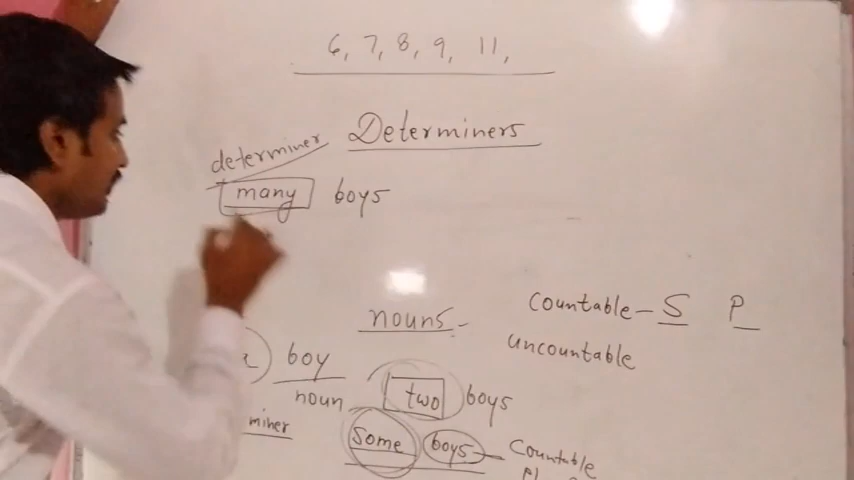 6, 7, 8, 9, 11,
Determiners
determiner
many boys
nouns -
Countable - S P
uncountable
a boy
noun
two boys
miner
some boys - Countable